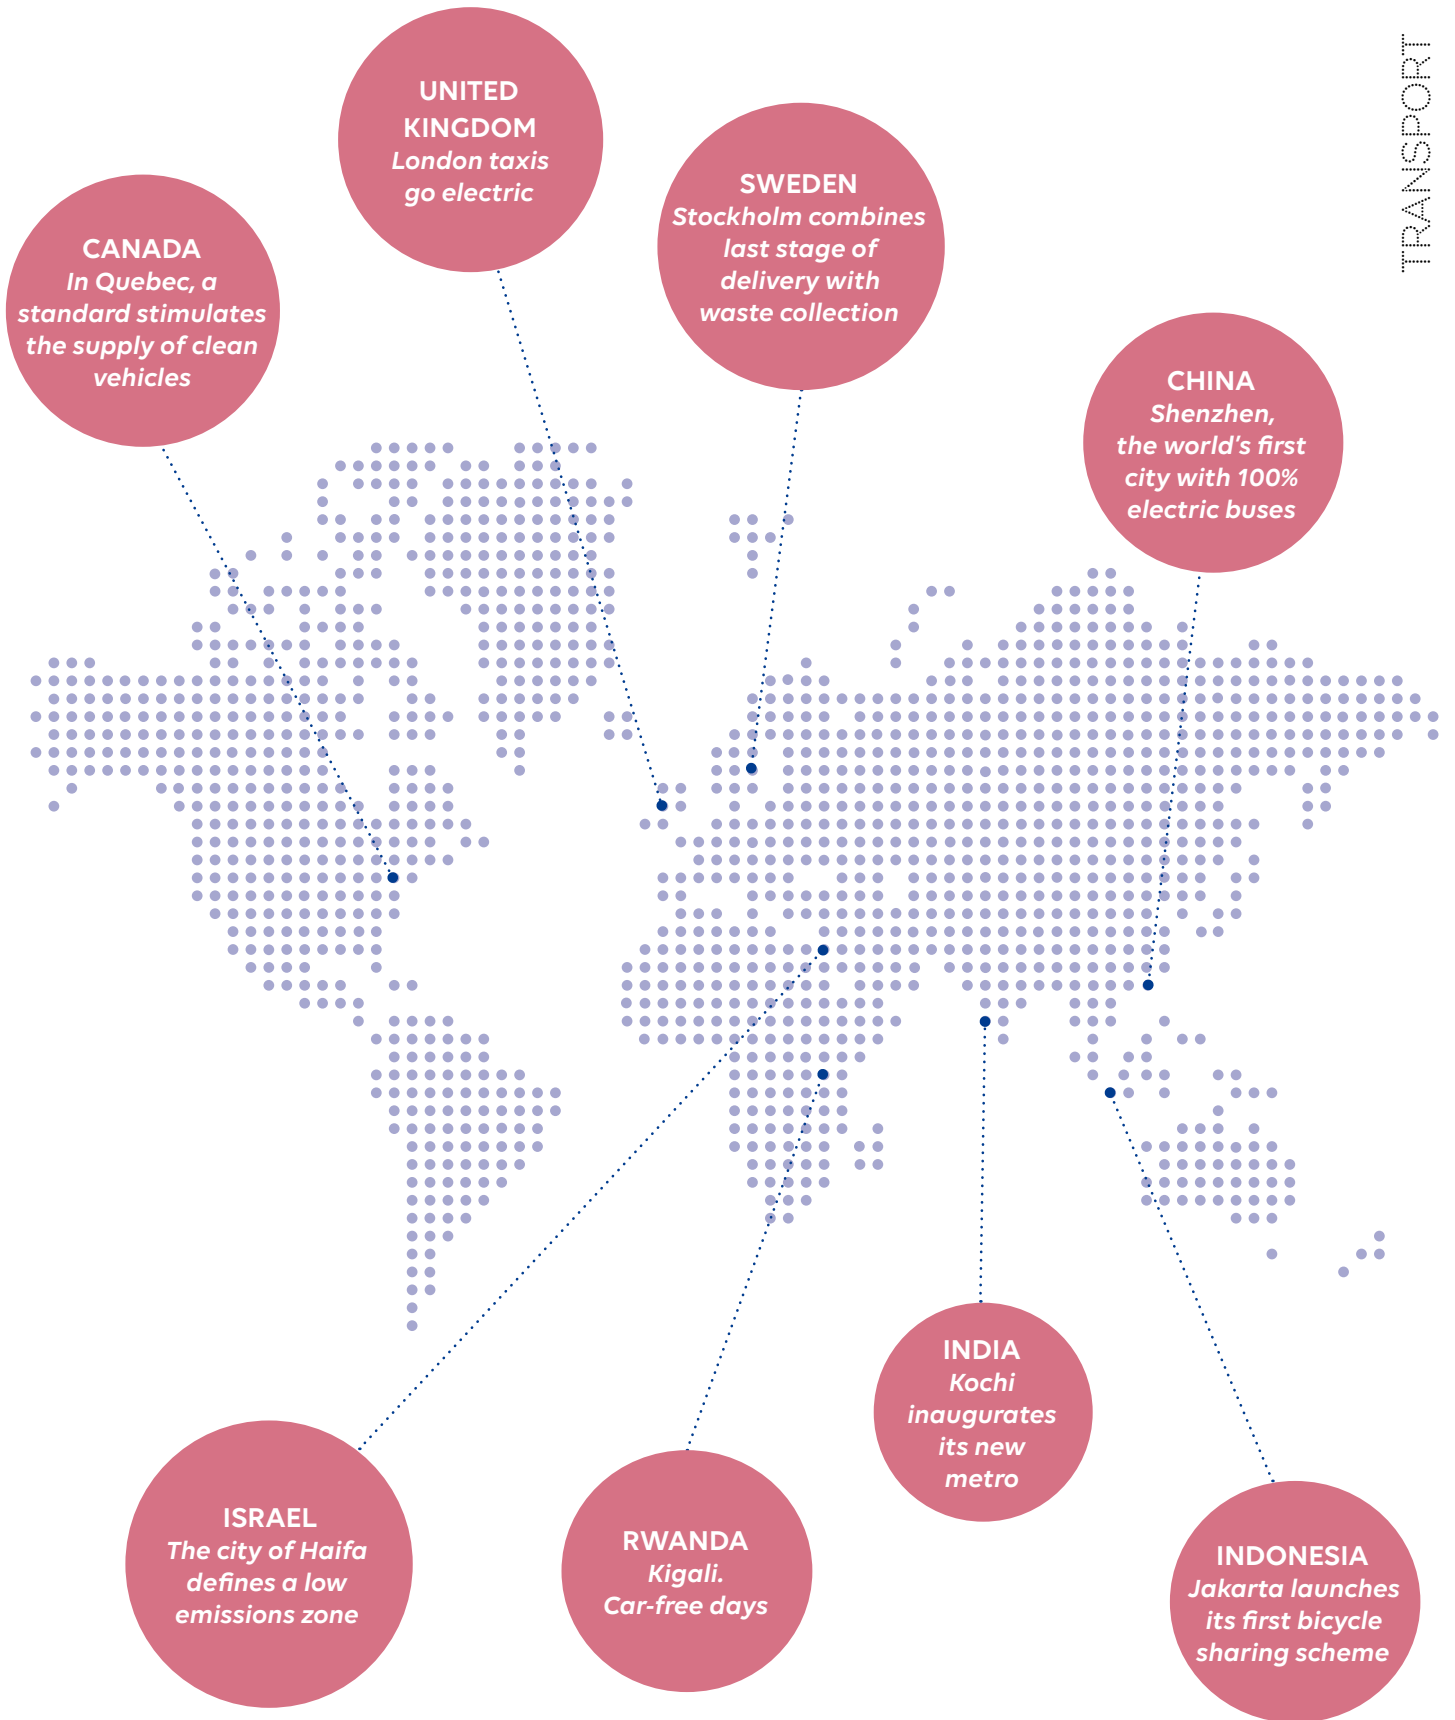 TRANSPORT
UNITED
KINGDOM
London taxis
go electric
SWEDEN
Stockholm combines
last stage of
delivery with
waste collection
CANADA
In Quebec, a
standard stimulates
the supply of clean
vehicles
CHINA
Shenzhen,
the world's first
city with 100%
electric buses
INDIA
Kochi
inaugurates
its new
metro
ISRAEL
The city of Haifa
defines a low
emissions zone
RWANDA
Kigali.
Car-free days
INDONESIA
Jakarta launches
its first bicycle
sharing scheme